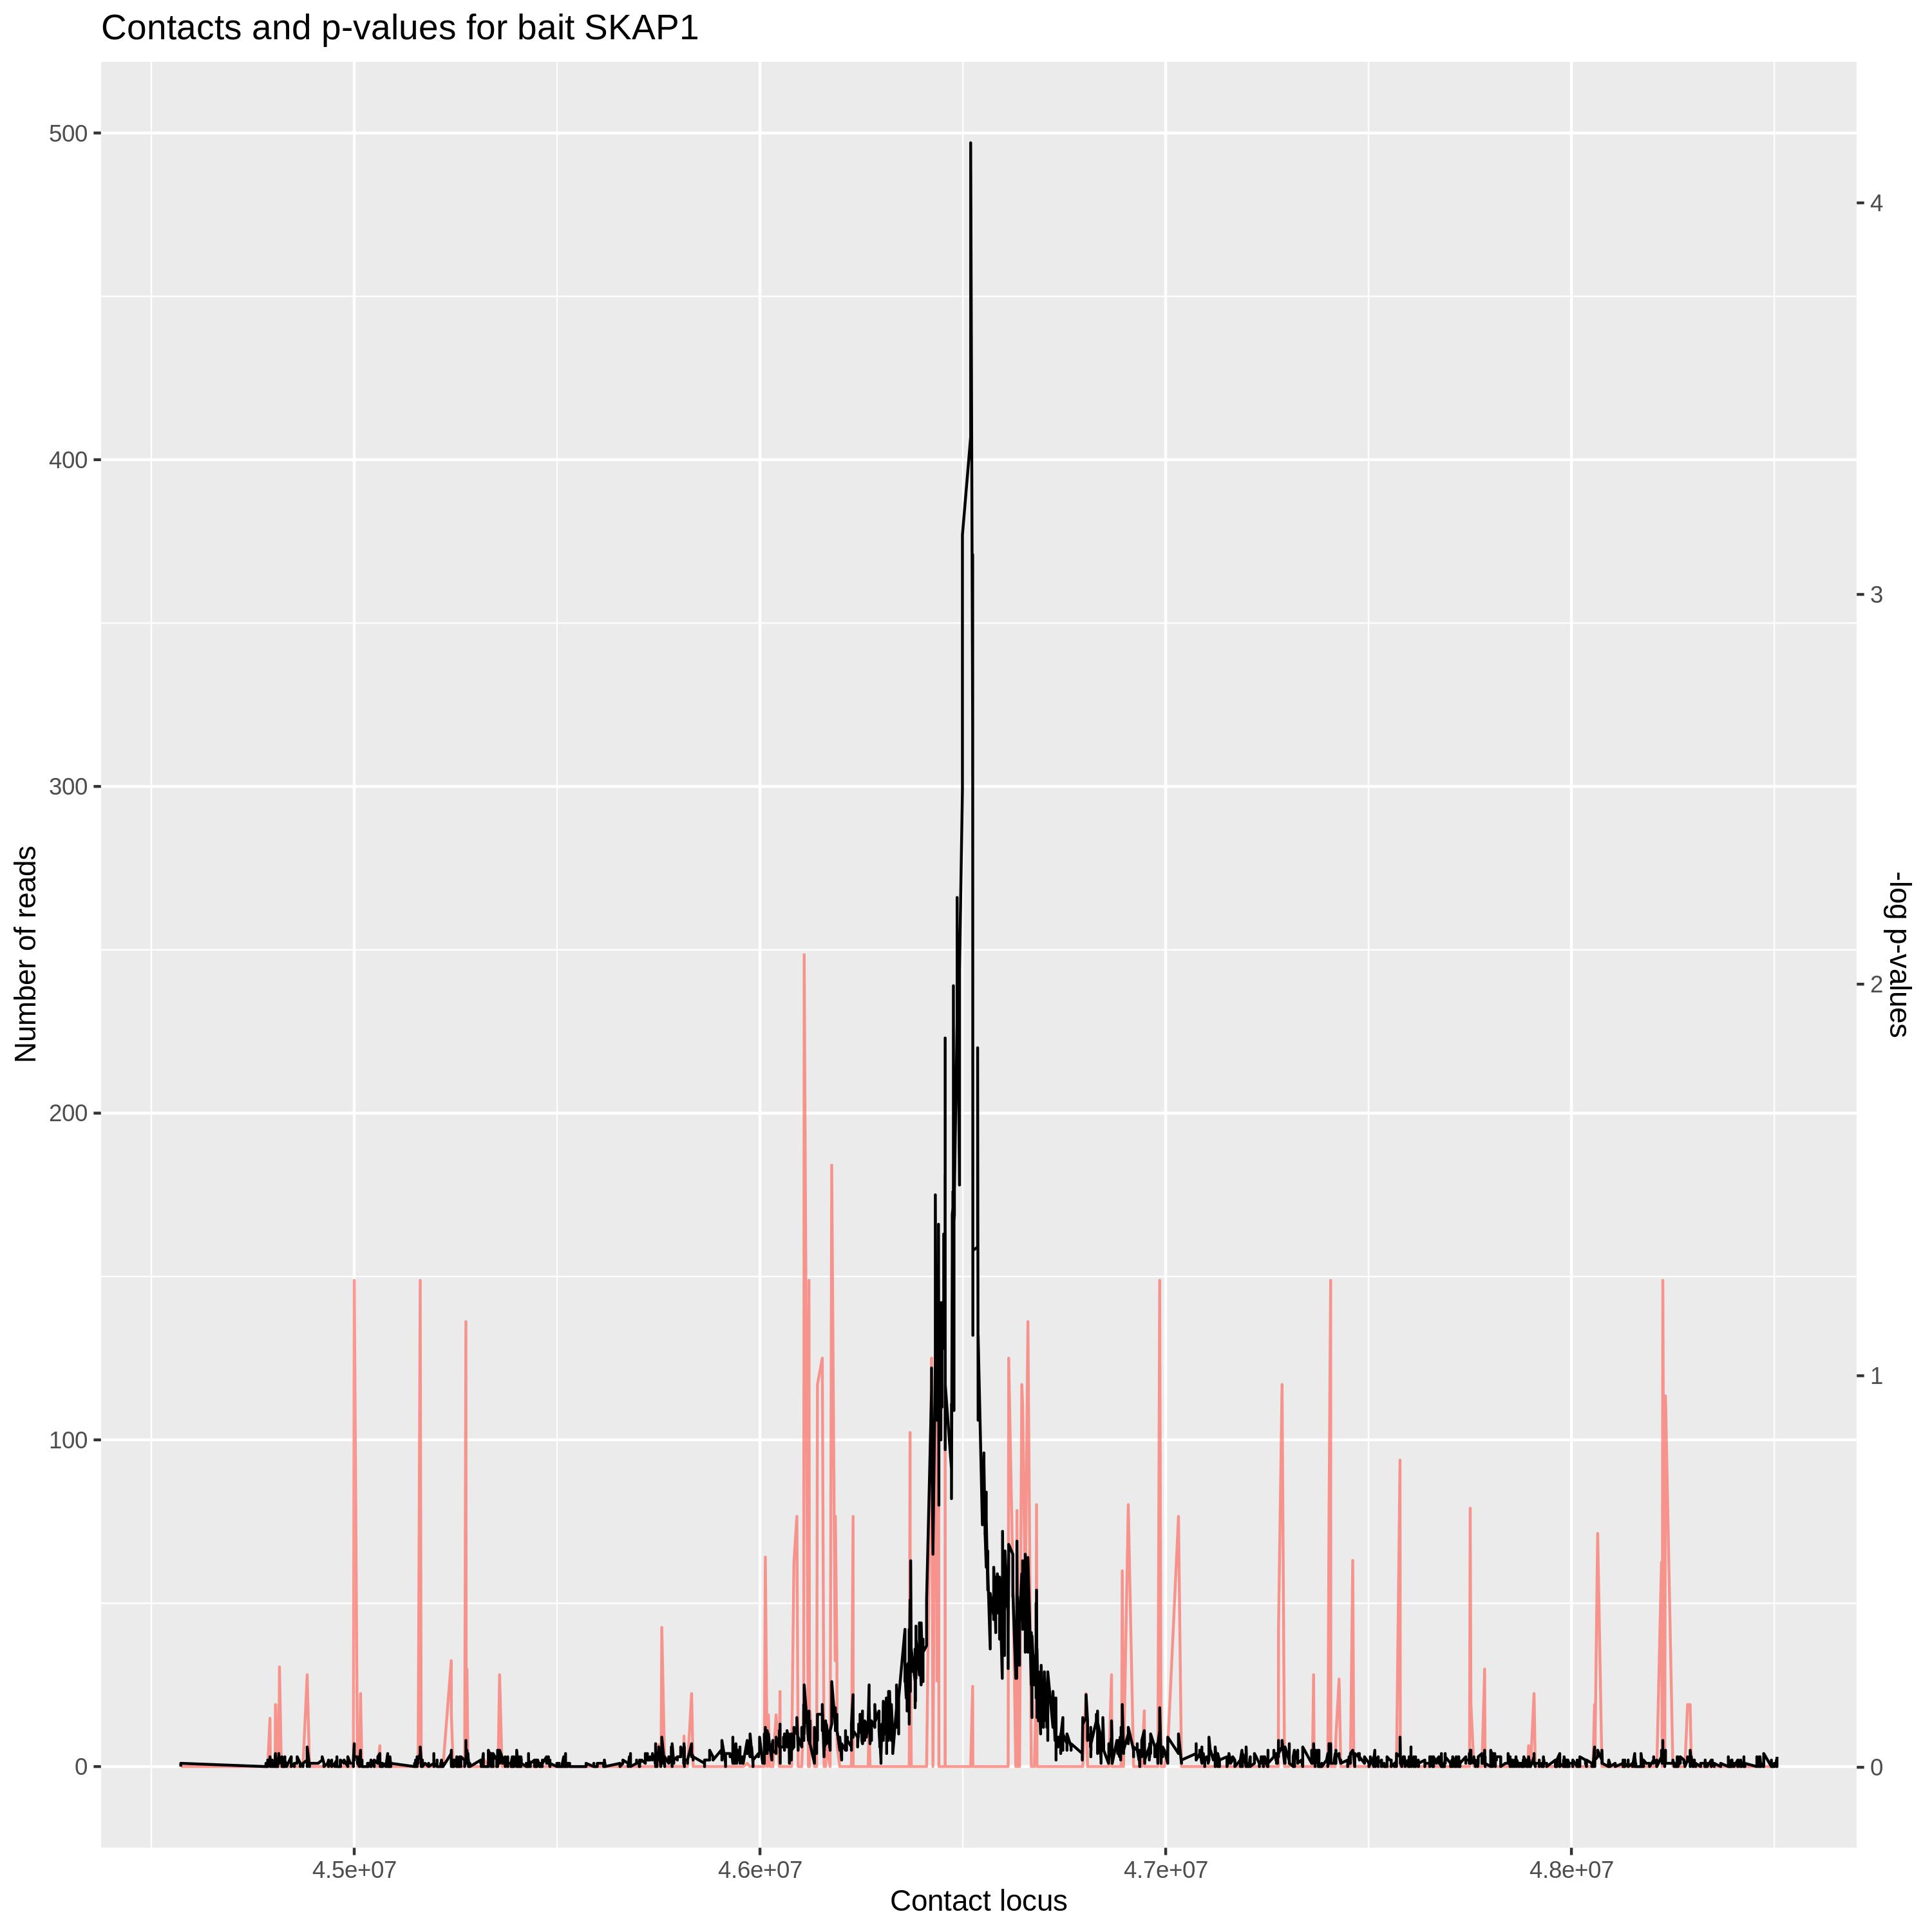 Contacts and p-values for bait SKAP1
500
400
300
200
100
0
Number of reads
4
3
2
1
0
-log p-values
4.5e+07
4.6e+07
4.7e+07
4.8e+07
Contact locus